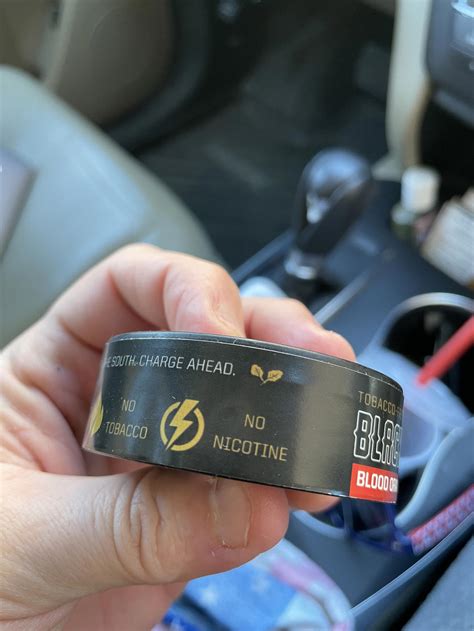 SOUTH. CHARGE AHEAD.
NO
TOBACCO
NO
NICOTINE
TOBACCO
BLAC
BLOOD